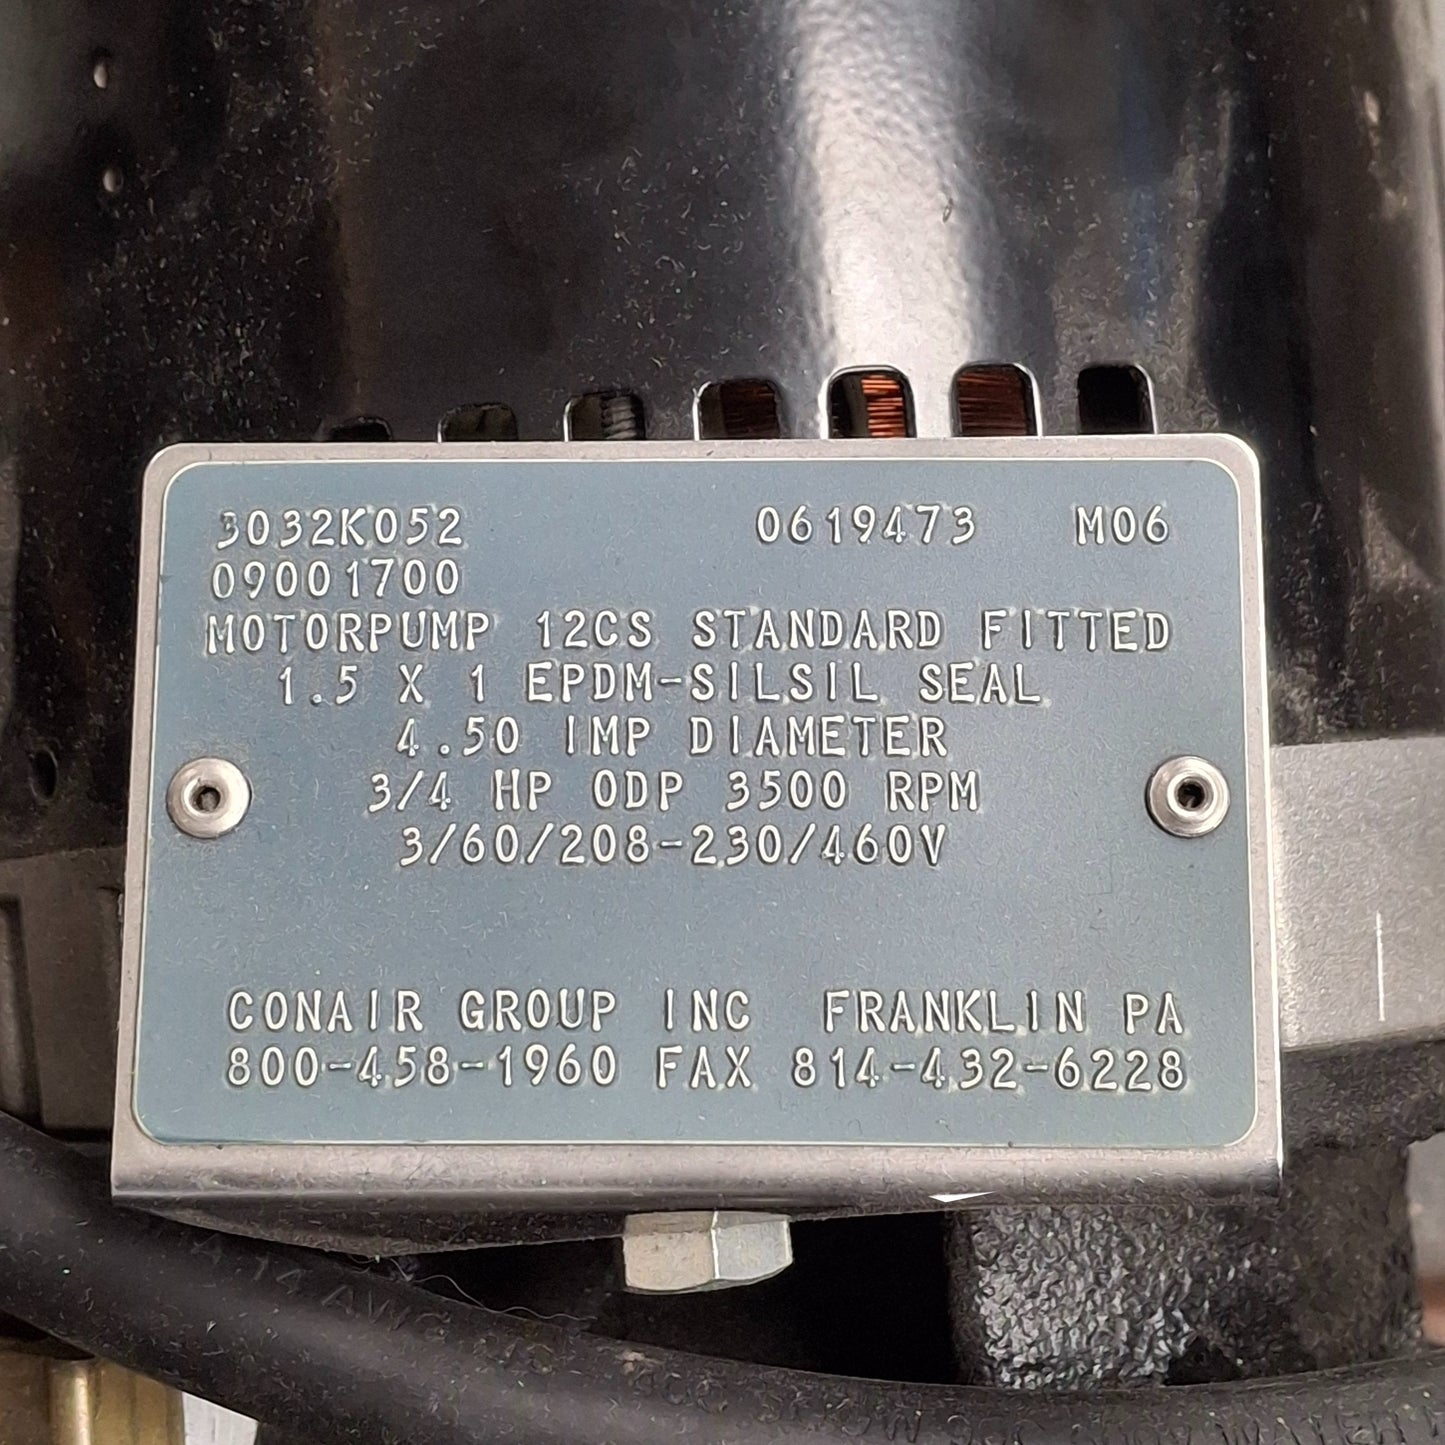 3032K052 0619473 M06
09001700
MOTORPUMP 12CS STANDARD FITTED
1.5 X 1 EPDM-SILSIL SEAL
4.50 IMP DIAMETER
3/4 HP ODP 3500 RPM
3/60/208-230/460V
CONAIR GROUP INC FRANKLIN PA
800-458-1960 FAX 814-432-6228
14 AWG